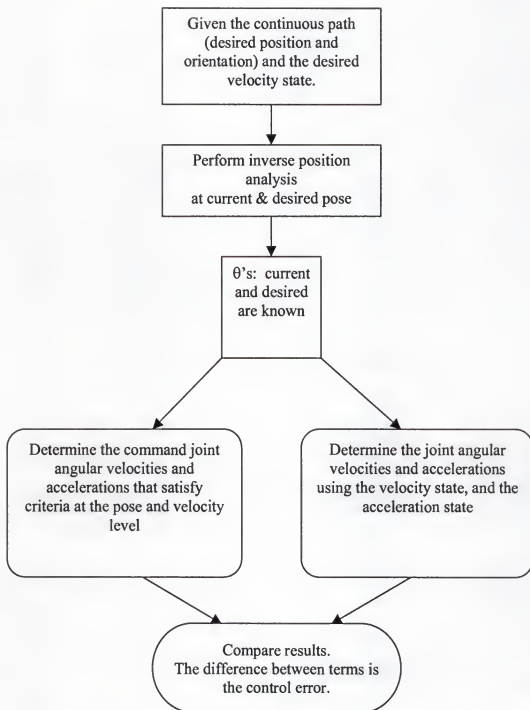 Given the continuous path
(desired position and
orientation) and the desired
velocity state.
Perform inverse position
analysis
at current & desired pose
θ's: current
and desired
are known
Determine the command joint
angular velocities and
accelerations that satisfy
criteria at the pose and velocity
level
Determine the joint angular
velocities and accelerations
using the velocity state, and the
acceleration state
Compare results.
The difference between terms is
the control error.